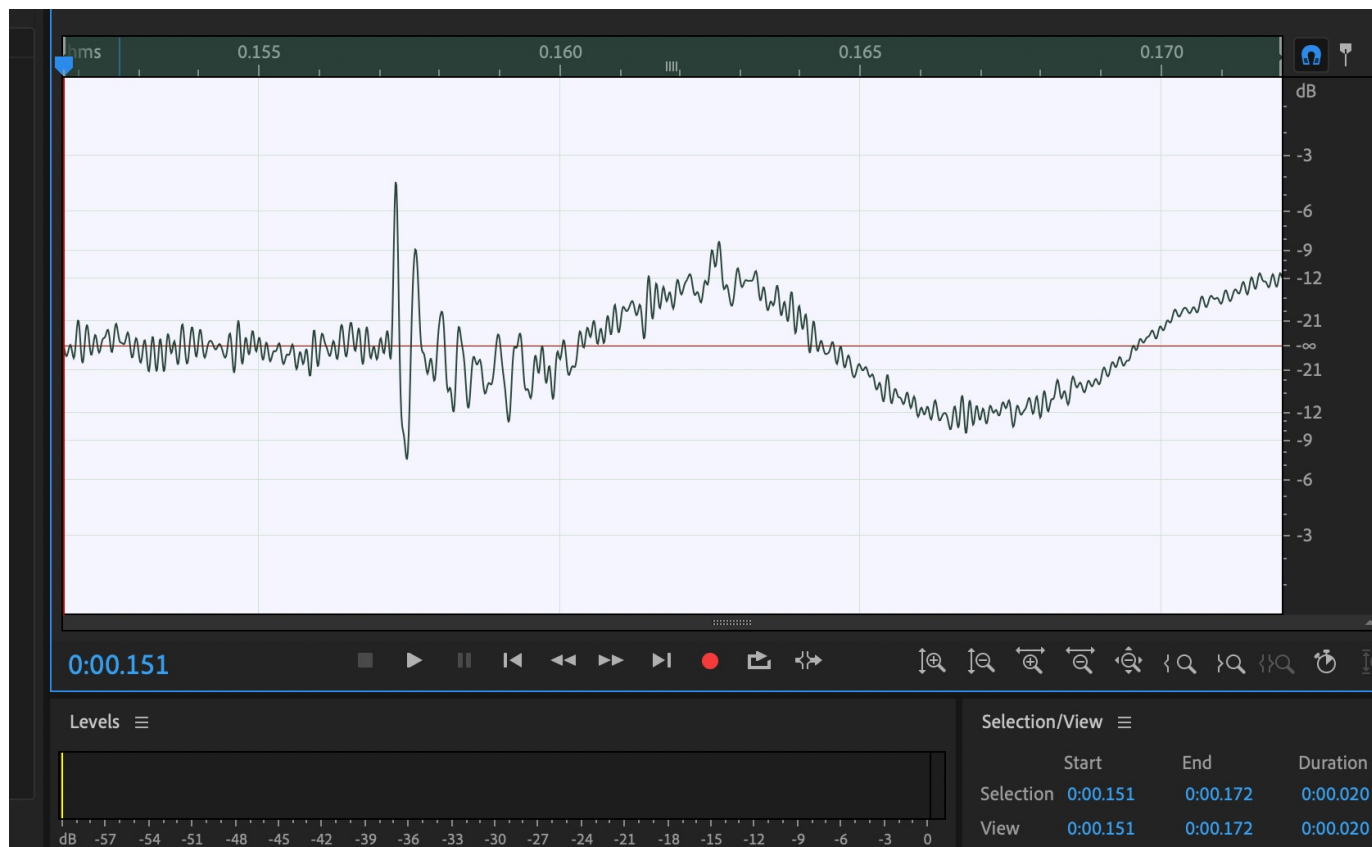 hms 0.155 0.160 0.165 0.170
dB
-3
-6
-9
-12
-21
-∞
-21
-12
-9
-6
-3
0:00.151
Levels
Selection/View
Start End Duration
Selection 0:00.151 0:00.172 0:00.020
View 0:00.151 0:00.172 0:00.020
dB -57 -54 -51 -48 -45 -42 -39 -36 -33 -30 -27 -24 -21 -18 -15 -12 -9 -6 -3 0